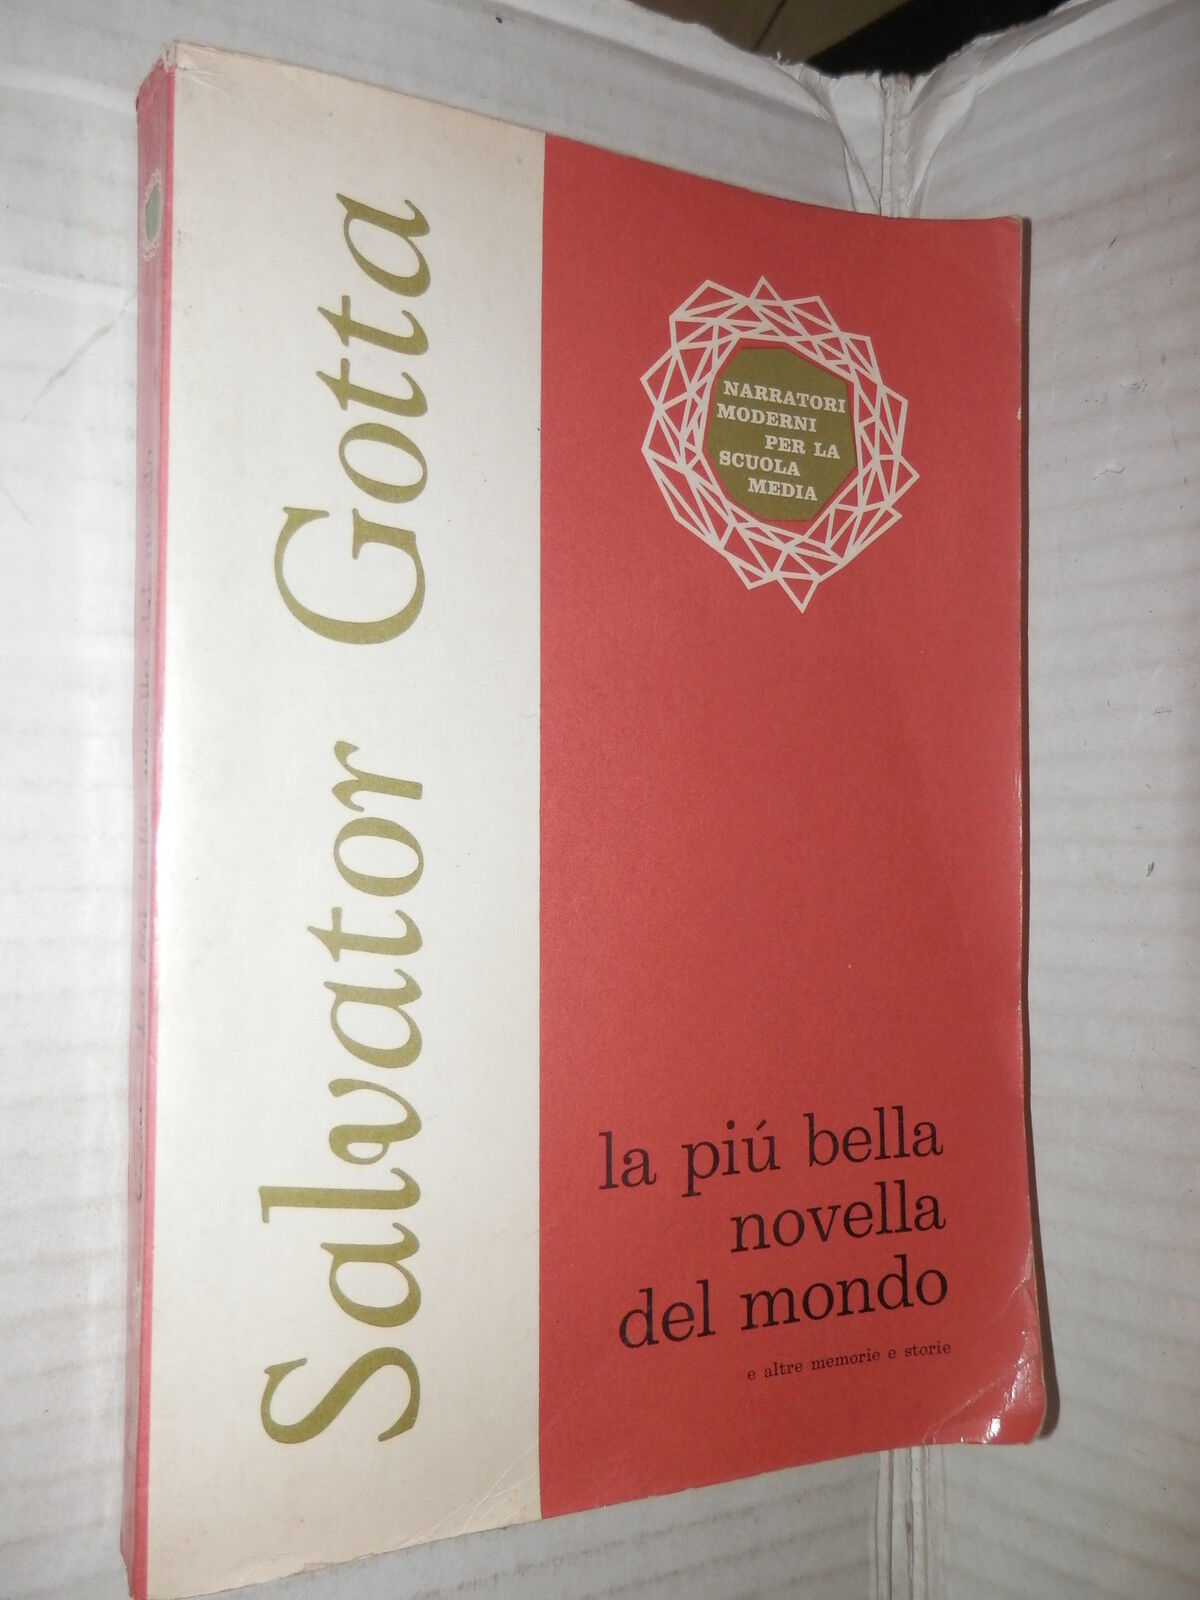 Salvator Gotta
NARRATORI
MODERNI
PER LA
SCUOLA
MEDIA
la piú bella
novella
del mondo
e altre memorie e storie